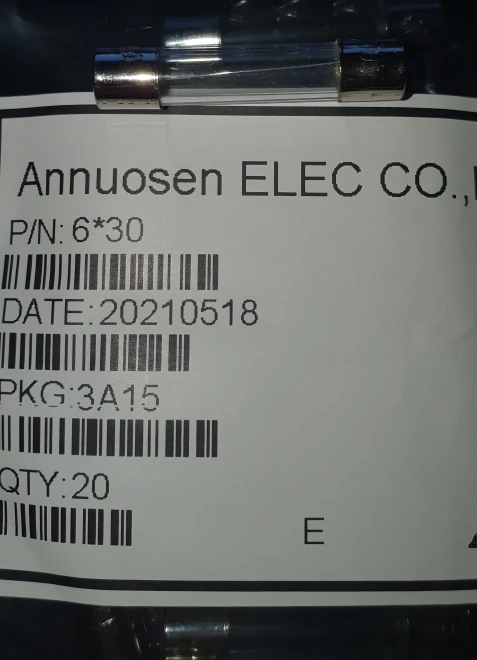 Annuosen ELEC CO.,
P/N: 6*30
DATE:20210518
PKG:3A15
QTY:20
E